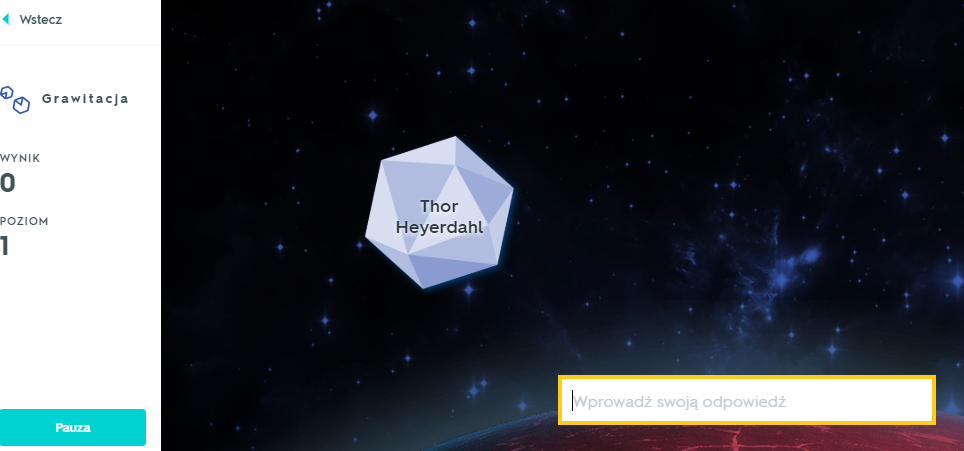 Wstecz
Grawitacja
WYNIK
0
POZIOM
1
Pauza
Thor
Heyerdahl
Wprowadź swoją odpowiedź